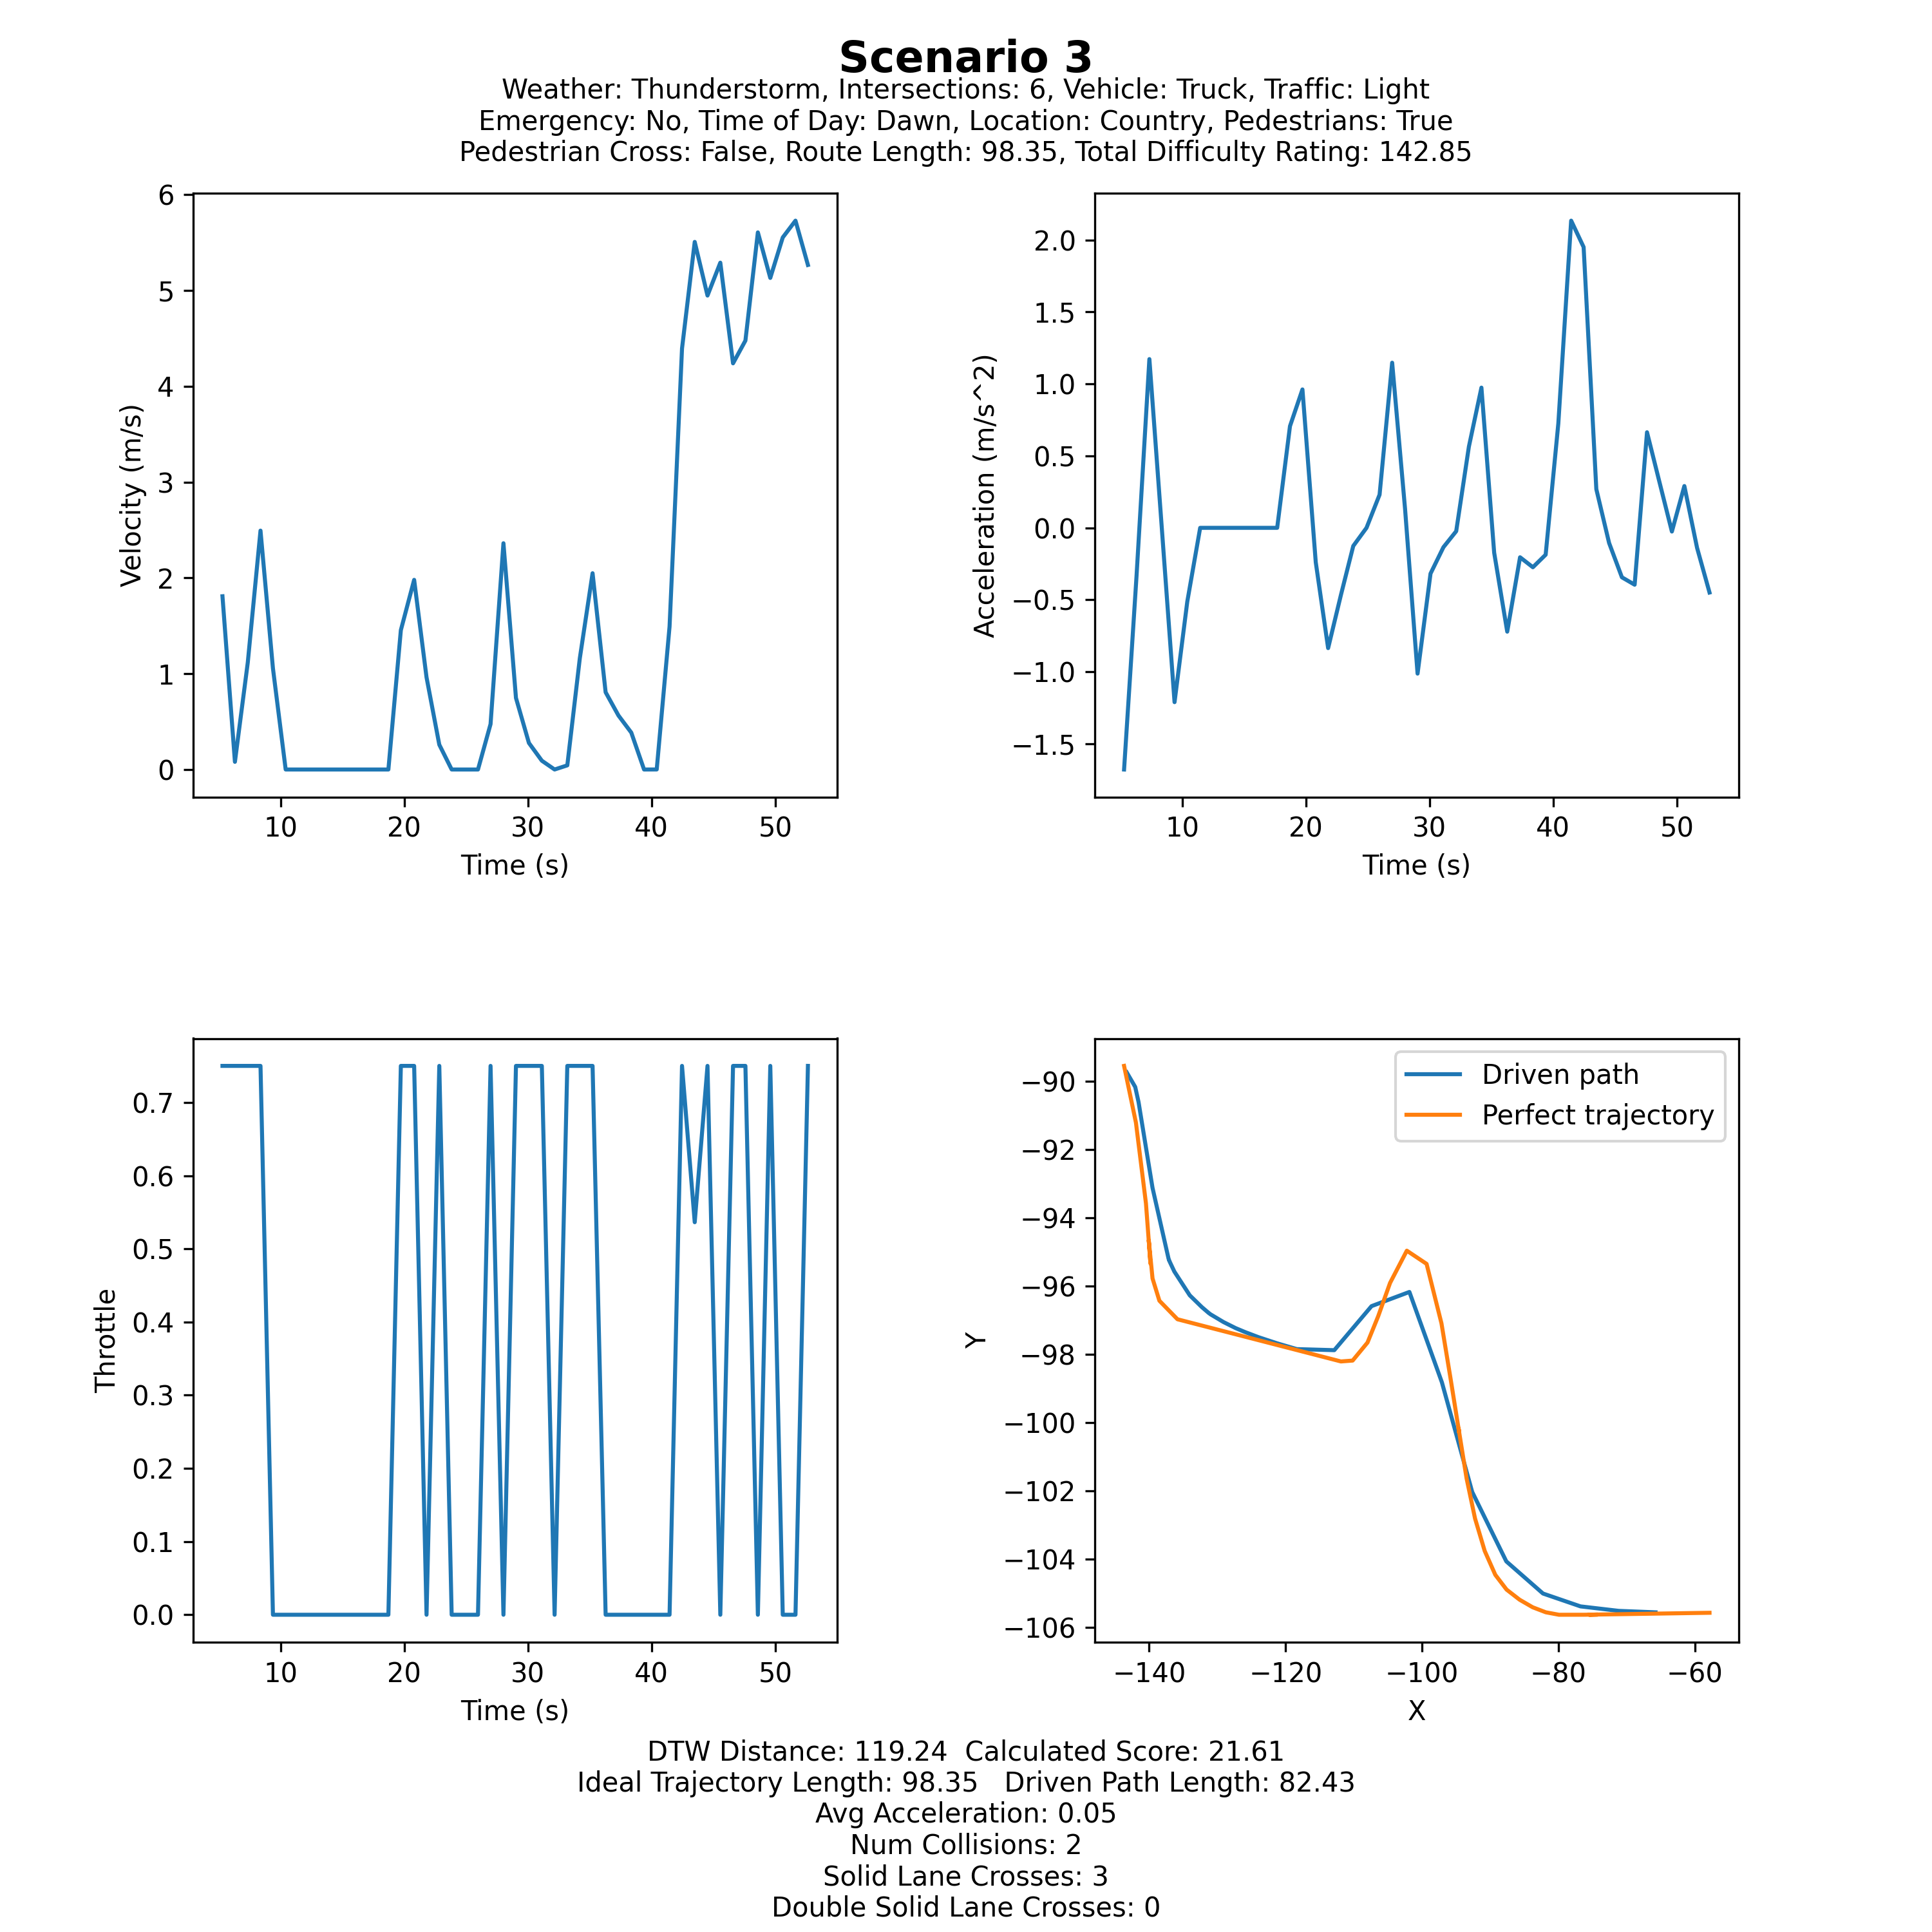 Scenario 3
Weather: Thunderstorm, Intersections: 6, Vehicle: Truck, Traffic: Light
Emergency: No, Time of Day: Dawn, Location: Country, Pedestrians: True
Pedestrian Cross: False, Route Length: 98.35, Total Difficulty Rating: 142.85
6
5
4
3
2
1
0
Velocity (m/s)
10 20 30 40 50
Time (s)
2.0
1.5
1.0
0.5
0.0
−0.5
−1.0
−1.5
Acceleration (m/s^2)
10 20 30 40 50
Time (s)
0.7
0.6
0.5
0.4
0.3
0.2
0.1
0.0
Throttle
10 20 30 40 50
Time (s)
Driven path
Perfect trajectory
−90
−92
−94
−96
−98
−100
−102
−104
−106
Y
−140 −120 −100 −80 −60
X
DTW Distance: 119.24 Calculated Score: 21.61
Ideal Trajectory Length: 98.35 Driven Path Length: 82.43
Avg Acceleration: 0.05
Num Collisions: 2
Solid Lane Crosses: 3
Double Solid Lane Crosses: 0